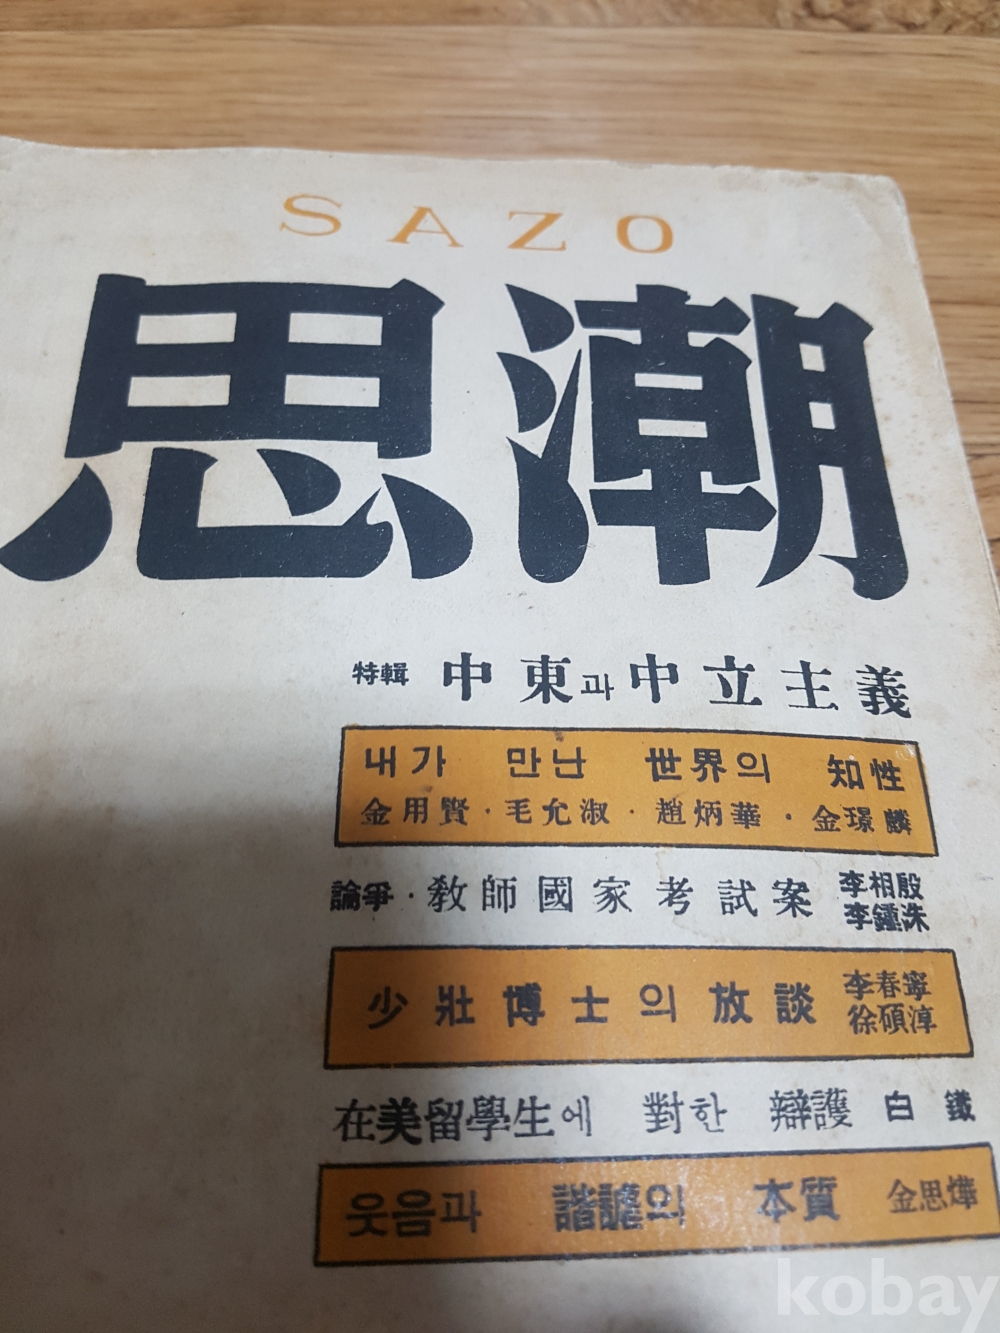 SAZO
思潮
特輯 中東과 中立主義
내가 만난 世界의 知性
金用賢·毛允淑·趙炳華·金璟麟
論爭·敎師國家考試案 李相殷
李鍾洙
少壯博士의 放談 李春寧
徐碩淳
在美留學生에 對한 辯護 白鐵
웃음과 諧謔의 本質 金思燁
kobay